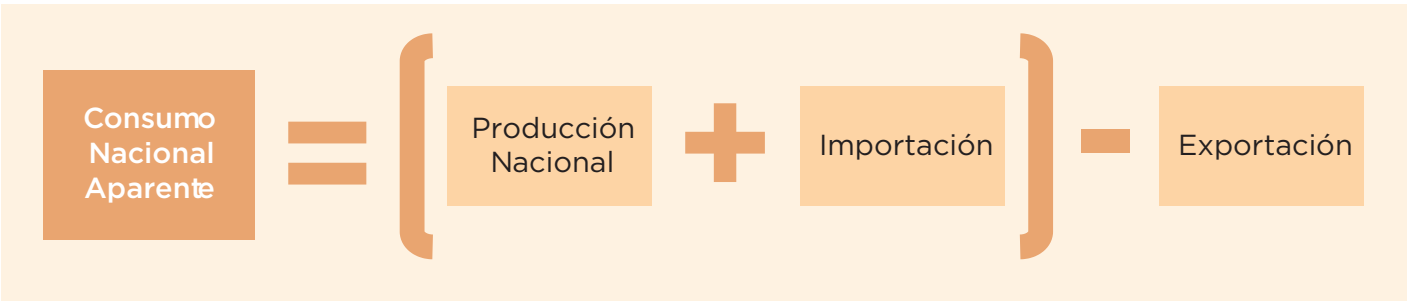 Consumo
Nacional
Aparente
=
(
Producción
Nacional
+
Importación
)
-
Exportación